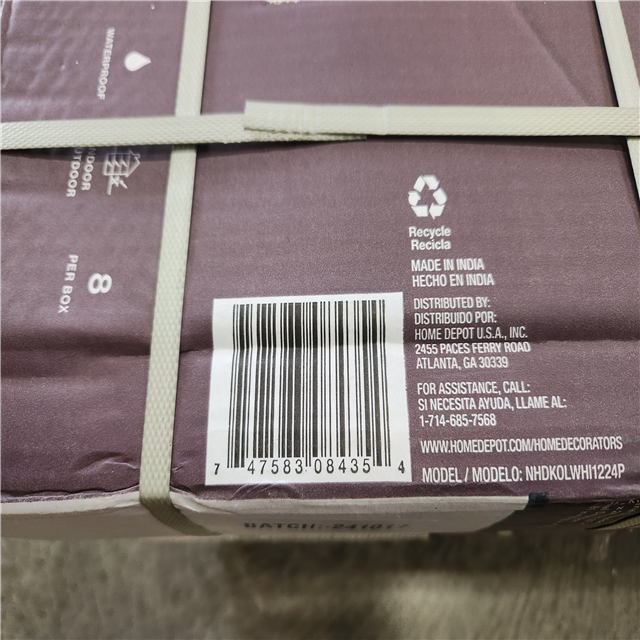 WATERPROOF
OUTDOOR
8
PER BOX
Recycle
Recicla
MADE IN INDIA
HECHO EN INDIA
DISTRIBUTED BY:
DISTRIBUIDO POR:
HOME DEPOT U.S.A., INC.
2455 PACES FERRY ROAD
ATLANTA, GA 30339
FOR ASSISTANCE, CALL:
SI NECESITA AYUDA, LLAME AL:
1-714-685-7568
WWW.HOMEDEPOT.COM/HOMEDECORATORS
MODEL / MODELO: NHDKOLWHI1224P
7 47583 08435 4
BATCH: